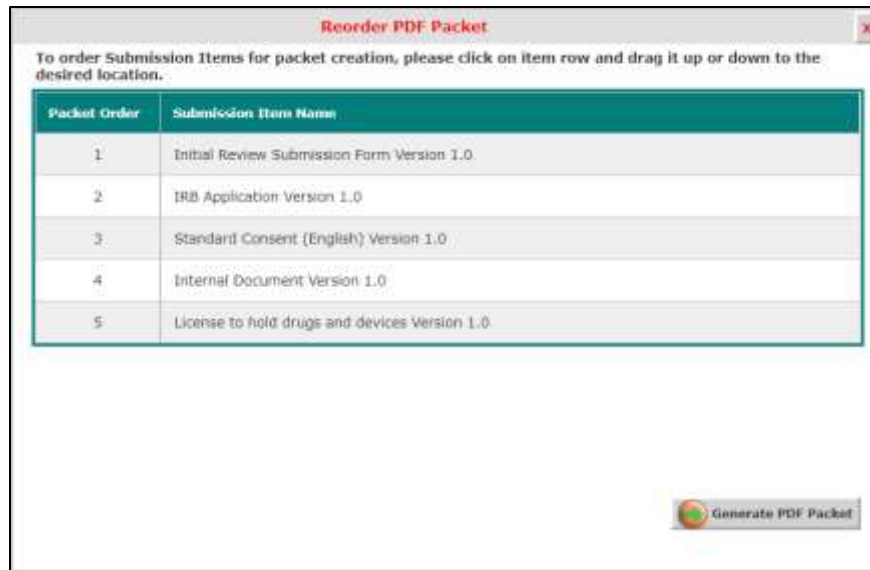 Reorder PDF Packet
X
To order Submission Items for packet creation, please click on item row and drag it up or down to the
desired location.
Packet Order Submission Item Name
1 Initial Review Submission Form Version 1.0
2 IRB Application Version 1.0
3 Standard Consent (English) Version 1.0
4 Internal Document Version 1.0
5 License to hold drugs and devices Version 1.0
Generate PDF Packet